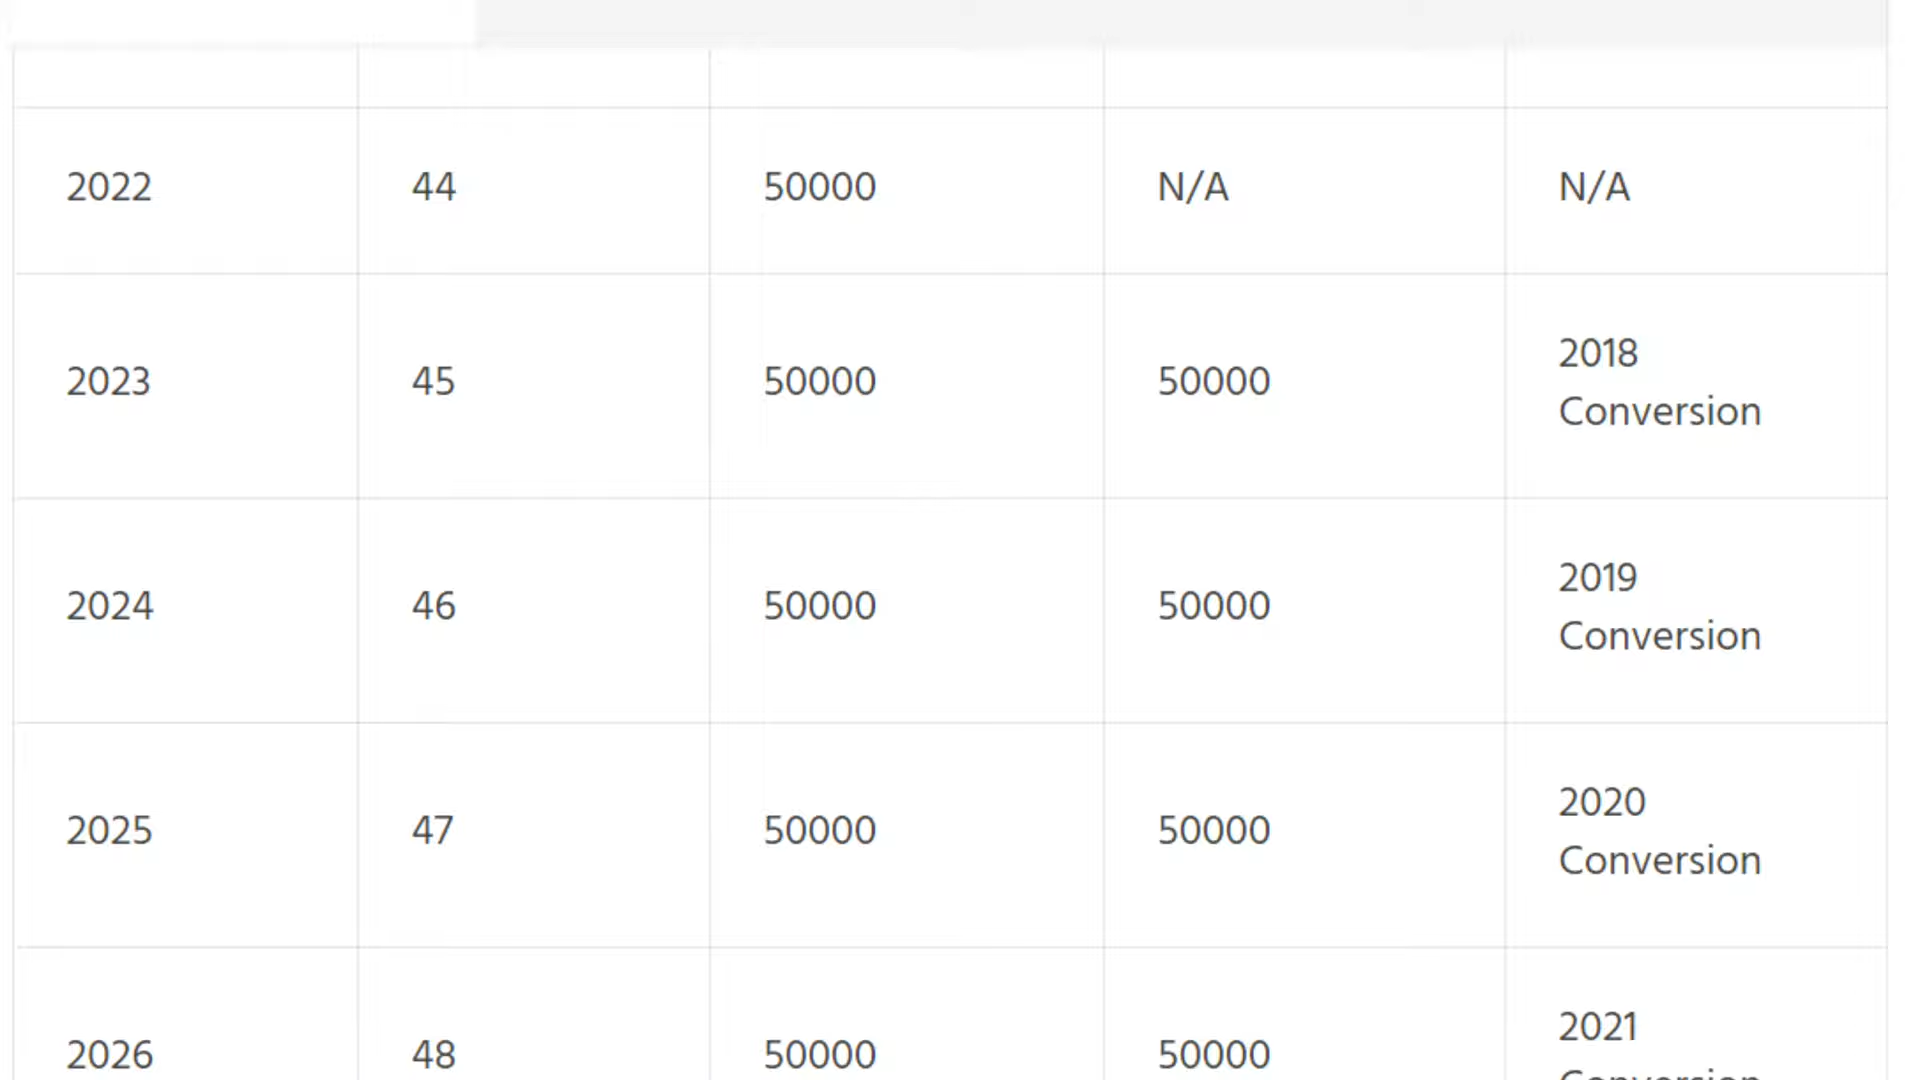 2022 44 50000 N/A N/A
2023 45 50000 50000 2018
Conversion
2024 46 50000 50000 2019
Conversion
2025 47 50000 50000 2020
Conversion
2026 48 50000 50000 2021